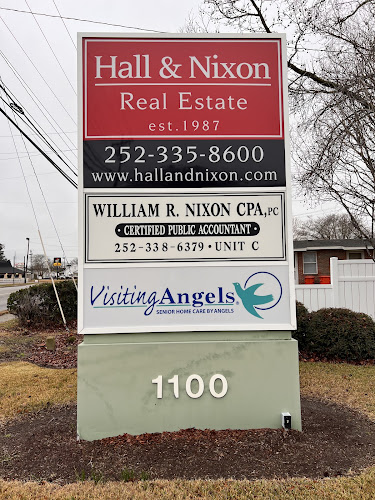 Hall & Nixon
Real Estate
est.1987
252-335-8600
www.hallandnixon.com
WILLIAM R. NIXON CPA, PC
• CERTIFIED PUBLIC ACCOUNTANT •
252-338-6379 • UNIT C
Visiting Angels
SENIOR HOME CARE BY ANGELS
1100